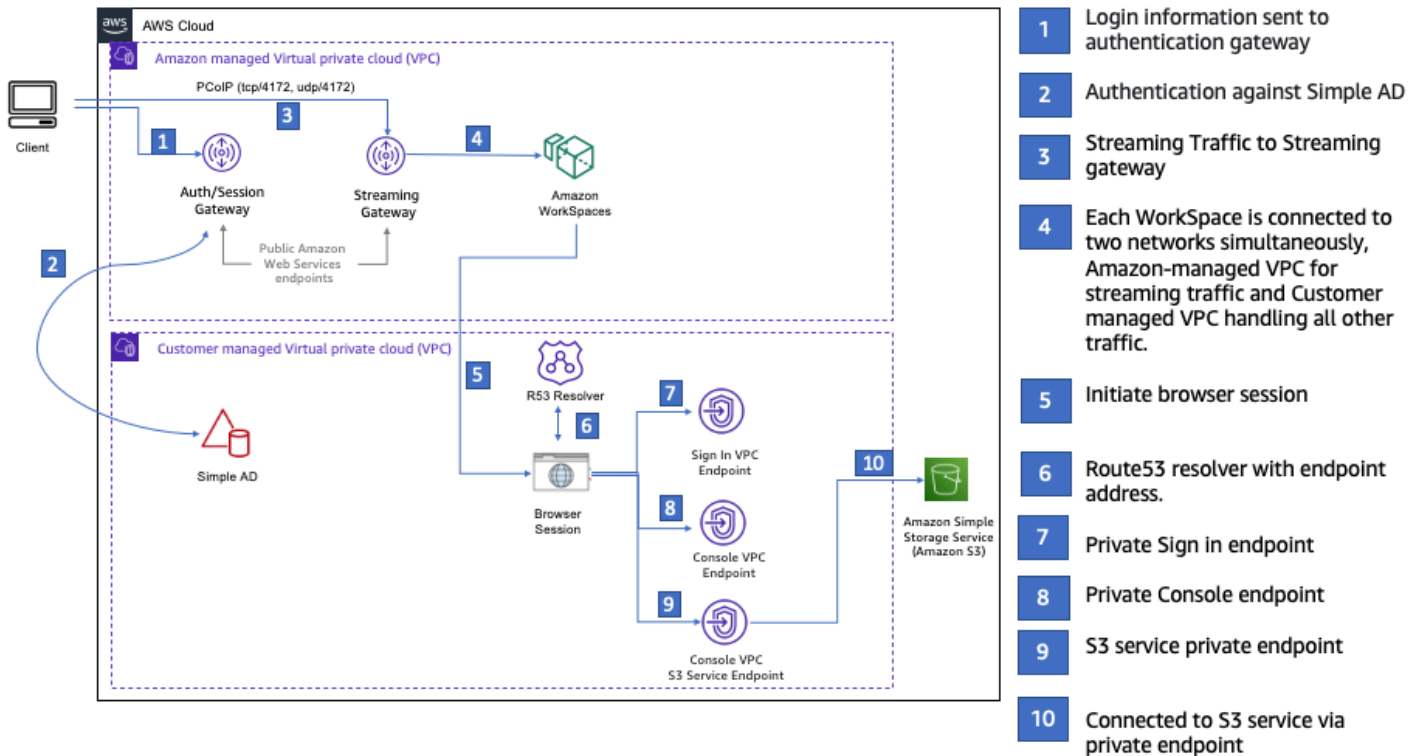 aws
AWS Cloud
Amazon managed Virtual private cloud (VPC)
PCoIP (tcp/4172, udp/4172)
3
1
4
Client
Auth/Session
Gateway
Streaming
Gateway
Amazon
WorkSpaces
Public Amazon
Web Services
endpoints
2
Customer managed Virtual private cloud (VPC)
5
R53 Resolver
7
6
Sign In VPC
Endpoint
Simple AD
10
Browser
Session
8
Console VPC
Endpoint
Amazon Simple
Storage Service
(Amazon S3)
9
Console VPC
S3 Service Endpoint
1
Login information sent to
authentication gateway
2
Authentication against Simple AD
3
Streaming Traffic to Streaming
gateway
4
Each WorkSpace is connected to
two networks simultaneously,
Amazon-managed VPC for
streaming traffic and Customer
managed VPC handling all other
traffic.
5
Initiate browser session
6
Route53 resolver with endpoint
address.
7
Private Sign in endpoint
8
Private Console endpoint
9
S3 service private endpoint
10
Connected to S3 service via
private endpoint